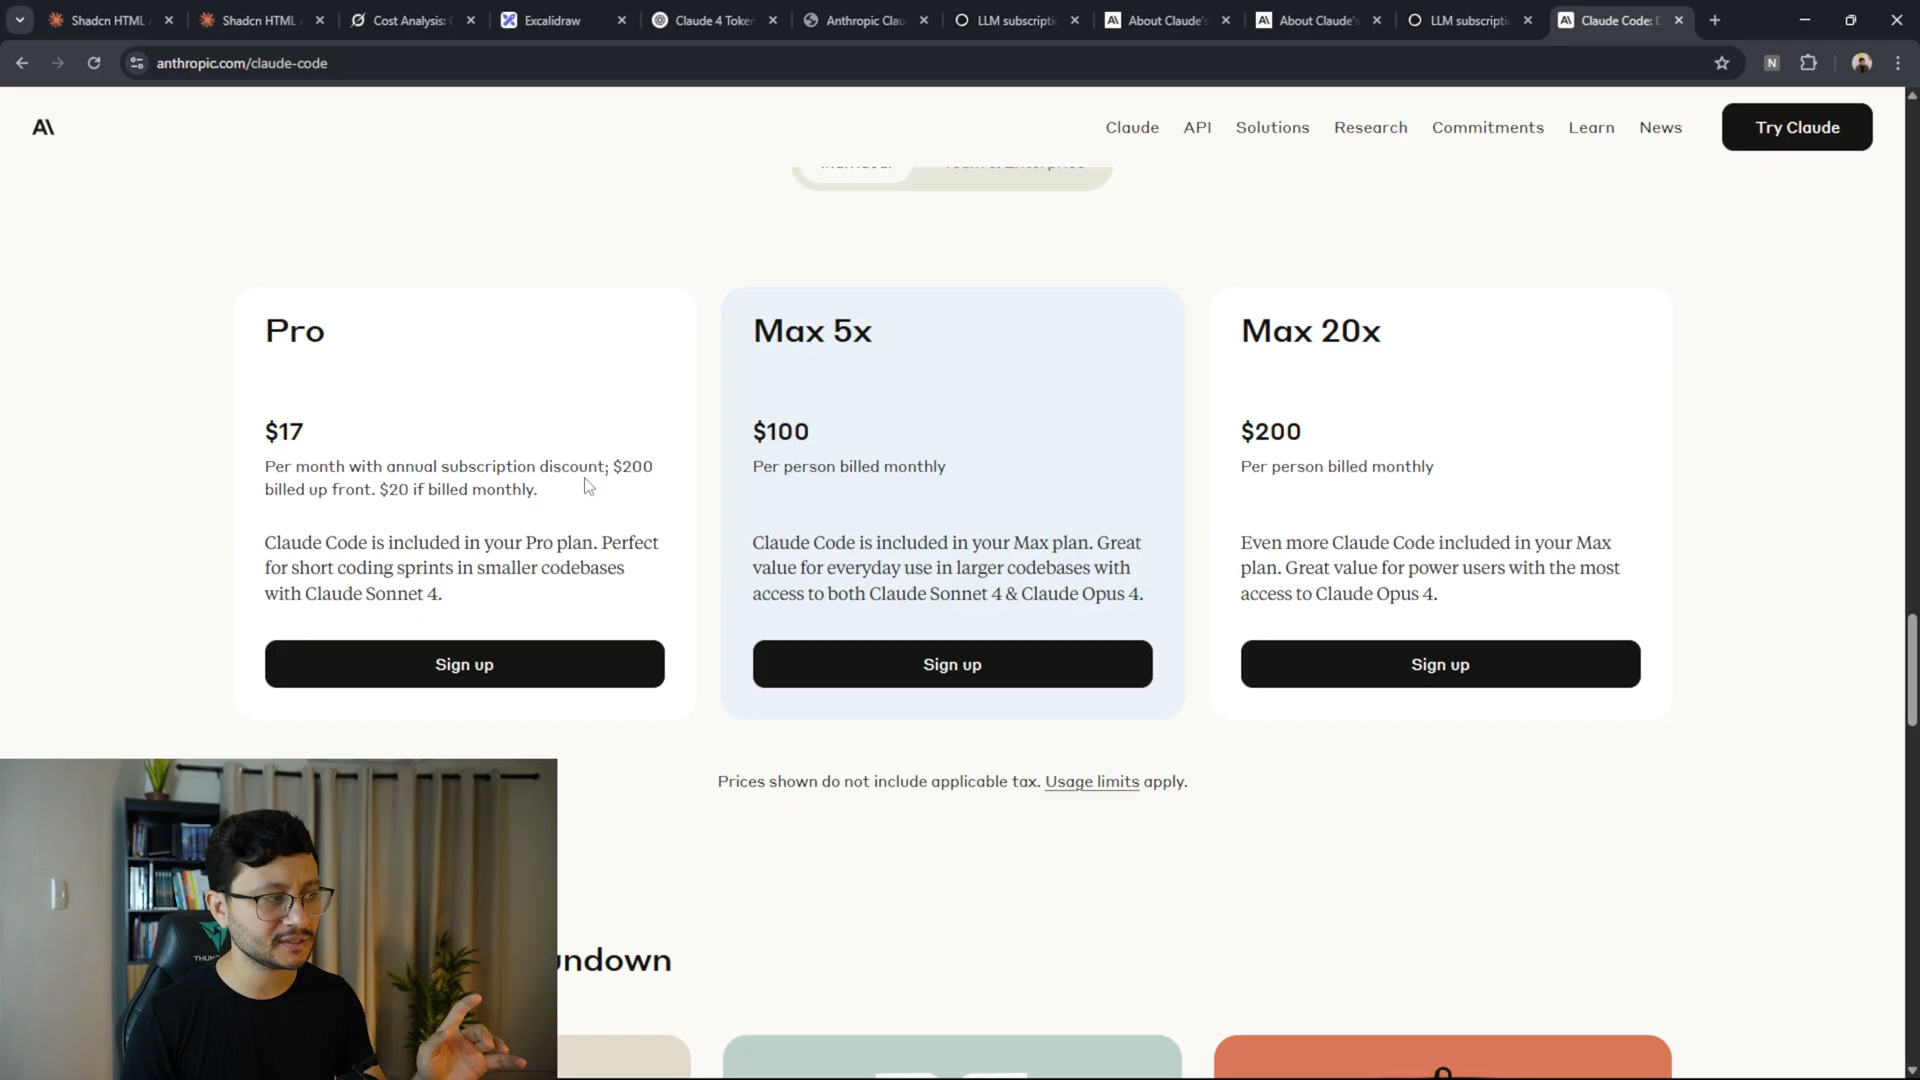 Shadcn HTML
Shadcn HTML
Cost Analysis:
Excalidraw
Claude 4 Token
Anthropic Clau
LLM subscripti
About Claude's
About Claude's
LLM subscripti
Claude Code:
anthropic.com/claude-code
N
Claude
API
Solutions
Research
Commitments
Learn
News
Try Claude
Pro
$17
Per month with annual subscription discount; $200
billed up front. $20 if billed monthly.
Claude Code is included in your Pro plan. Perfect
for short coding sprints in smaller codebases
with Claude Sonnet 4.
Sign up
Max 5x
$100
Per person billed monthly
Claude Code is included in your Max plan. Great
value for everyday use in larger codebases with
access to both Claude Sonnet 4 & Claude Opus 4.
Sign up
Max 20x
$200
Per person billed monthly
Even more Claude Code included in your Max
plan. Great value for power users with the most
access to Claude Opus 4.
Sign up
Prices shown do not include applicable tax. Usage limits apply.
undown
THUN